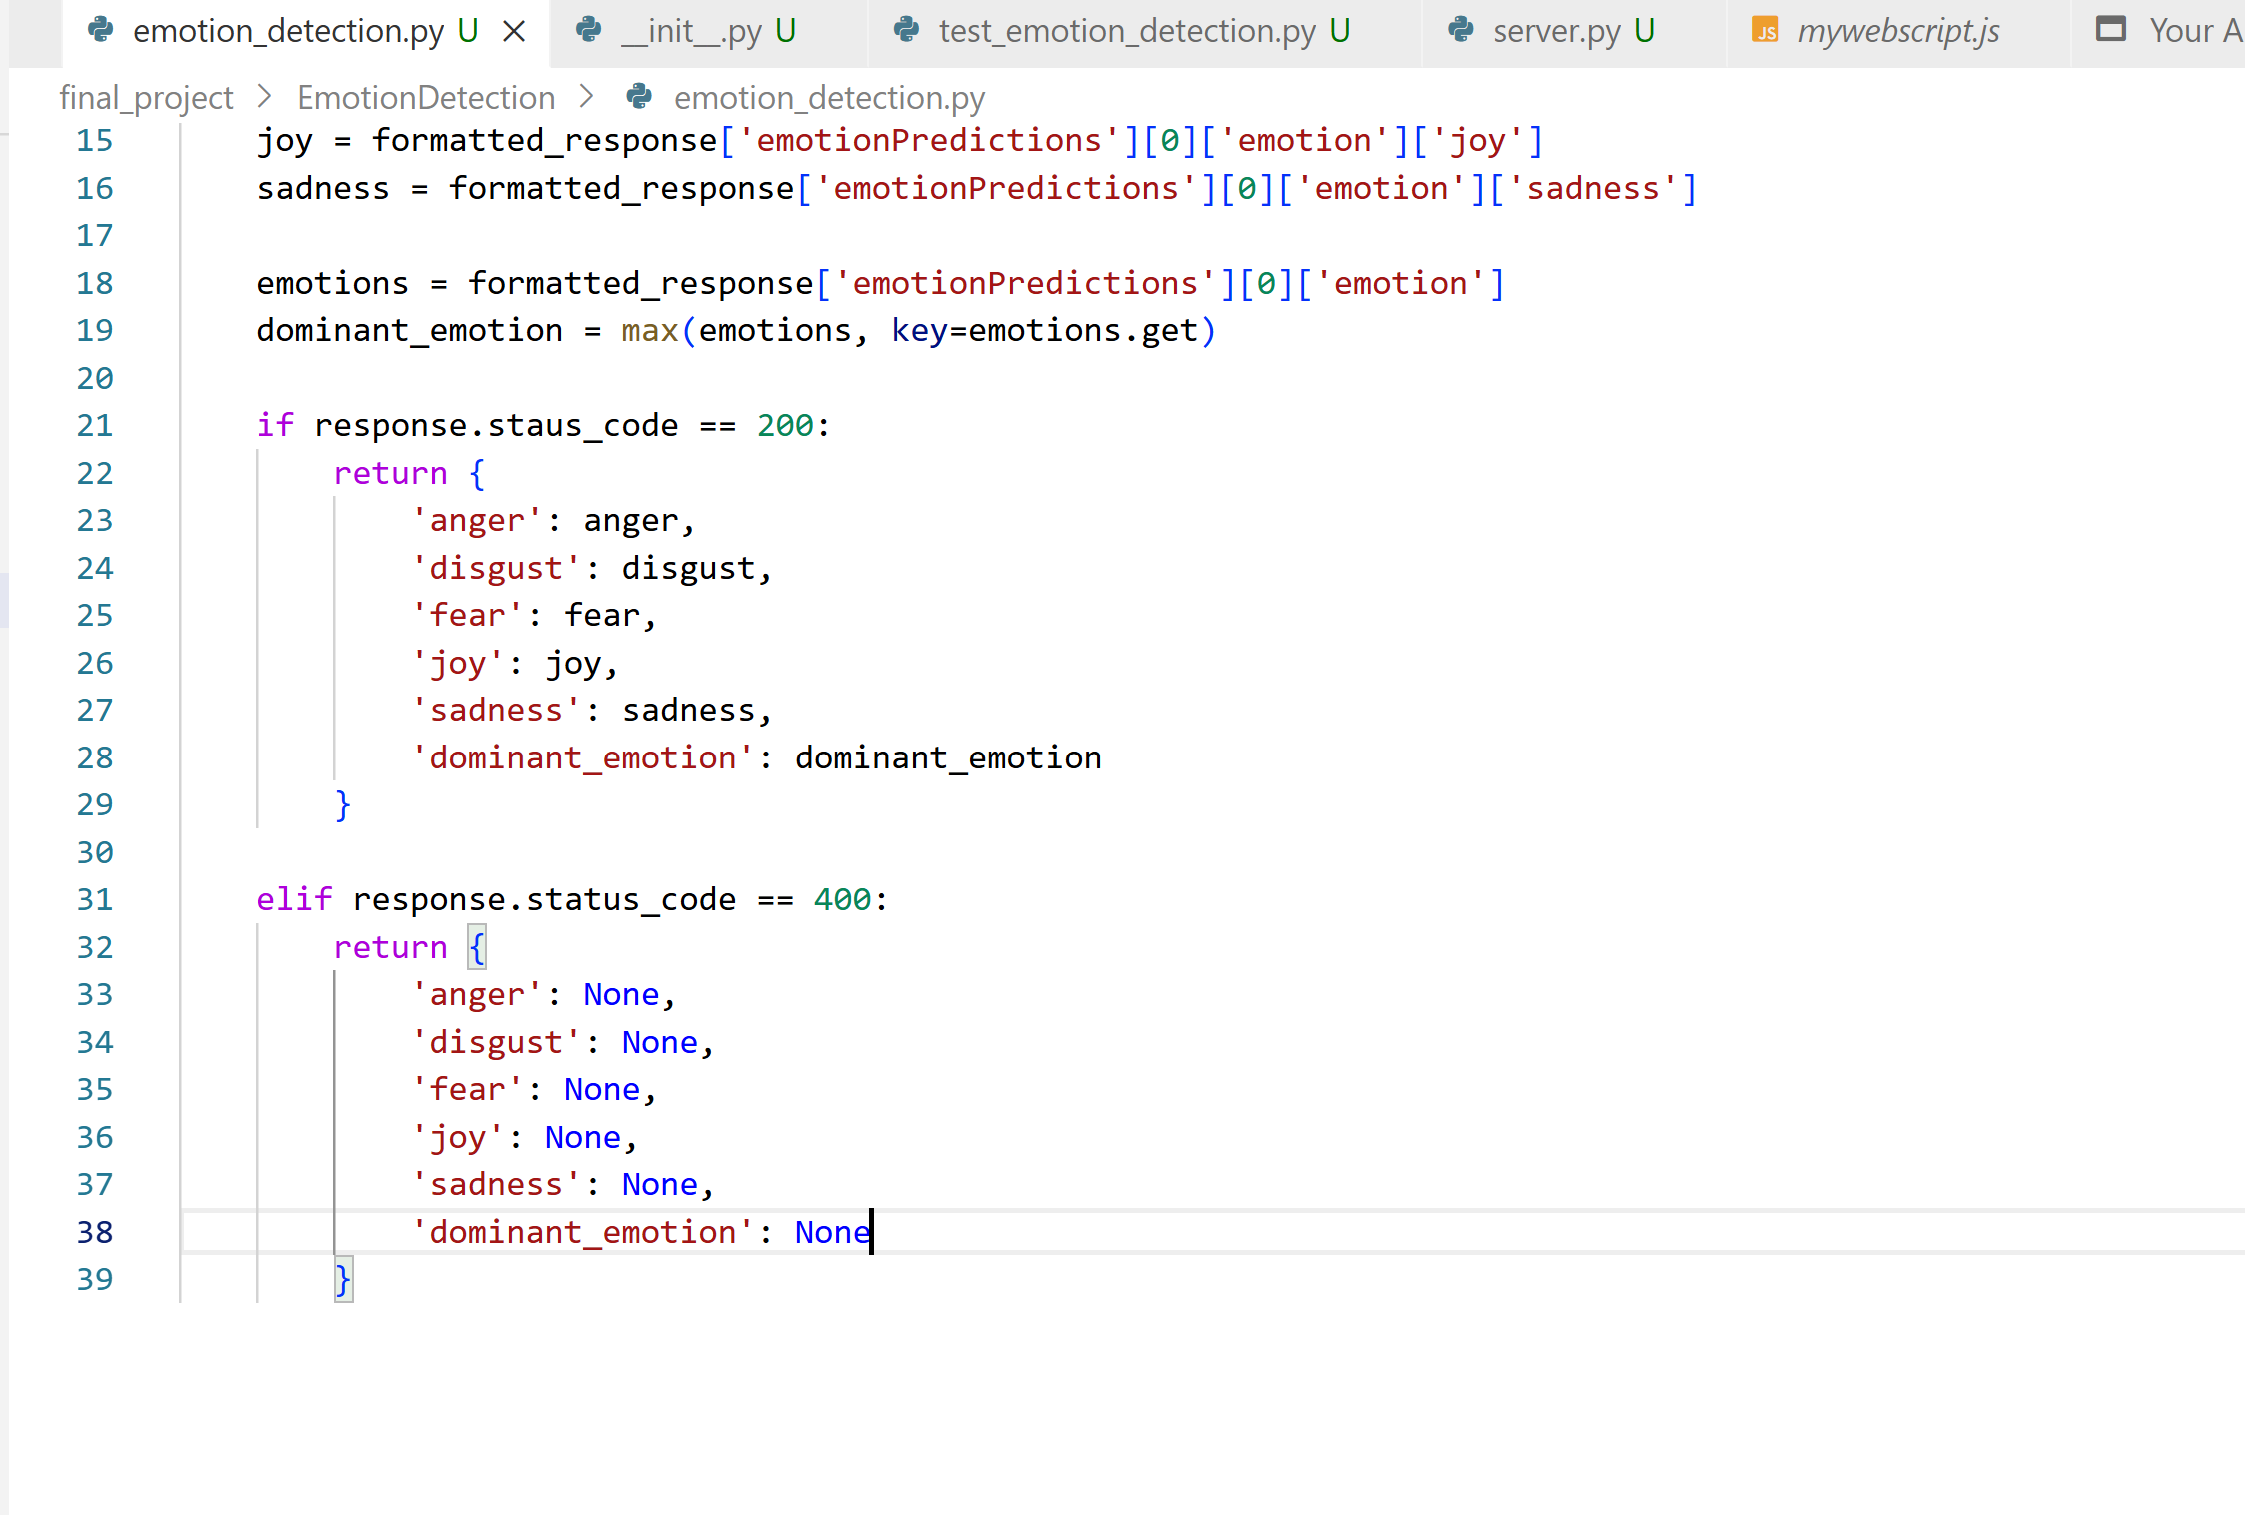 emotion_detection.py U × __init__.py U test_emotion_detection.py U server.py U JS mywebscript.js Your A
final_project > EmotionDetection > emotion_detection.py
15 joy = formatted_response['emotionPredictions'][0]['emotion']['joy']
16 sadness = formatted_response['emotionPredictions'][0]['emotion']['sadness']
17
18 emotions = formatted_response['emotionPredictions'][0]['emotion']
19 dominant_emotion = max(emotions, key=emotions.get)
20
21 if response.staus_code == 200:
22 return {
23 'anger': anger,
24 'disgust': disgust,
25 'fear': fear,
26 'joy': joy,
27 'sadness': sadness,
28 'dominant_emotion': dominant_emotion
29 }
30
31 elif response.status_code == 400:
32 return {
33 'anger': None,
34 'disgust': None,
35 'fear': None,
36 'joy': None,
37 'sadness': None,
38 'dominant_emotion': None
39 }